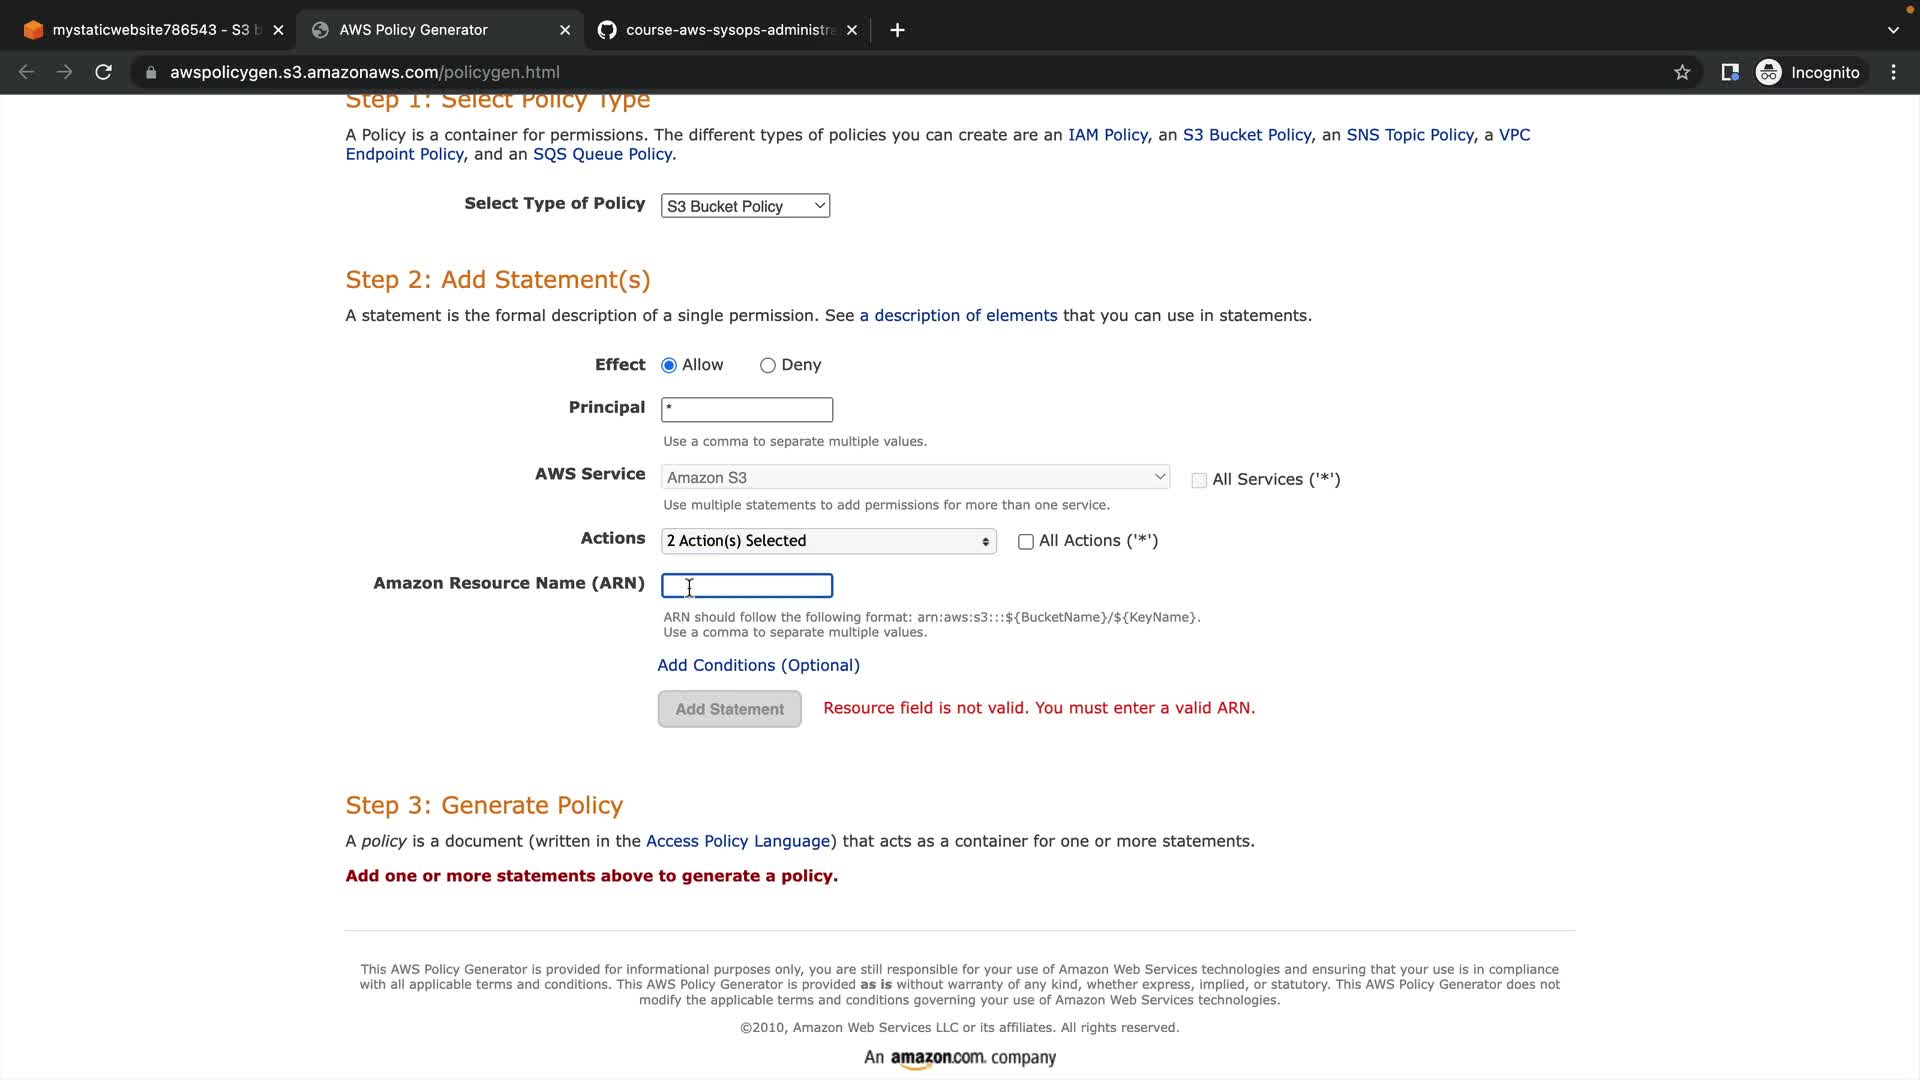 mystaticwebsite786543 - S3 b
AWS Policy Generator
course-aws-sysops-administra
awspolicygen.s3.amazonaws.com/policygen.html
Incognito
Step 1: Select Policy Type
A Policy is a container for permissions. The different types of policies you can create are an IAM Policy, an S3 Bucket Policy, an SNS Topic Policy, a VPC
Endpoint Policy, and an SQS Queue Policy.
Select Type of Policy S3 Bucket Policy
Step 2: Add Statement(s)
A statement is the formal description of a single permission. See a description of elements that you can use in statements.
Effect Allow Deny
Principal *
Use a comma to separate multiple values.
AWS Service Amazon S3 All Services ('*')
Use multiple statements to add permissions for more than one service.
Actions 2 Action(s) Selected All Actions ('*')
Amazon Resource Name (ARN)
ARN should follow the following format: arn:aws:s3:::${BucketName}/${KeyName}.
Use a comma to separate multiple values.
Add Conditions (Optional)
Add Statement Resource field is not valid. You must enter a valid ARN.
Step 3: Generate Policy
A policy is a document (written in the Access Policy Language) that acts as a container for one or more statements.
Add one or more statements above to generate a policy.
This AWS Policy Generator is provided for informational purposes only, you are still responsible for your use of Amazon Web Services technologies and ensuring that your use is in compliance
with all applicable terms and conditions. This AWS Policy Generator is provided as is without warranty of any kind, whether express, implied, or statutory. This AWS Policy Generator does not
modify the applicable terms and conditions governing your use of Amazon Web Services technologies.
©2010, Amazon Web Services LLC or its affiliates. All rights reserved.
An amazon.com. company